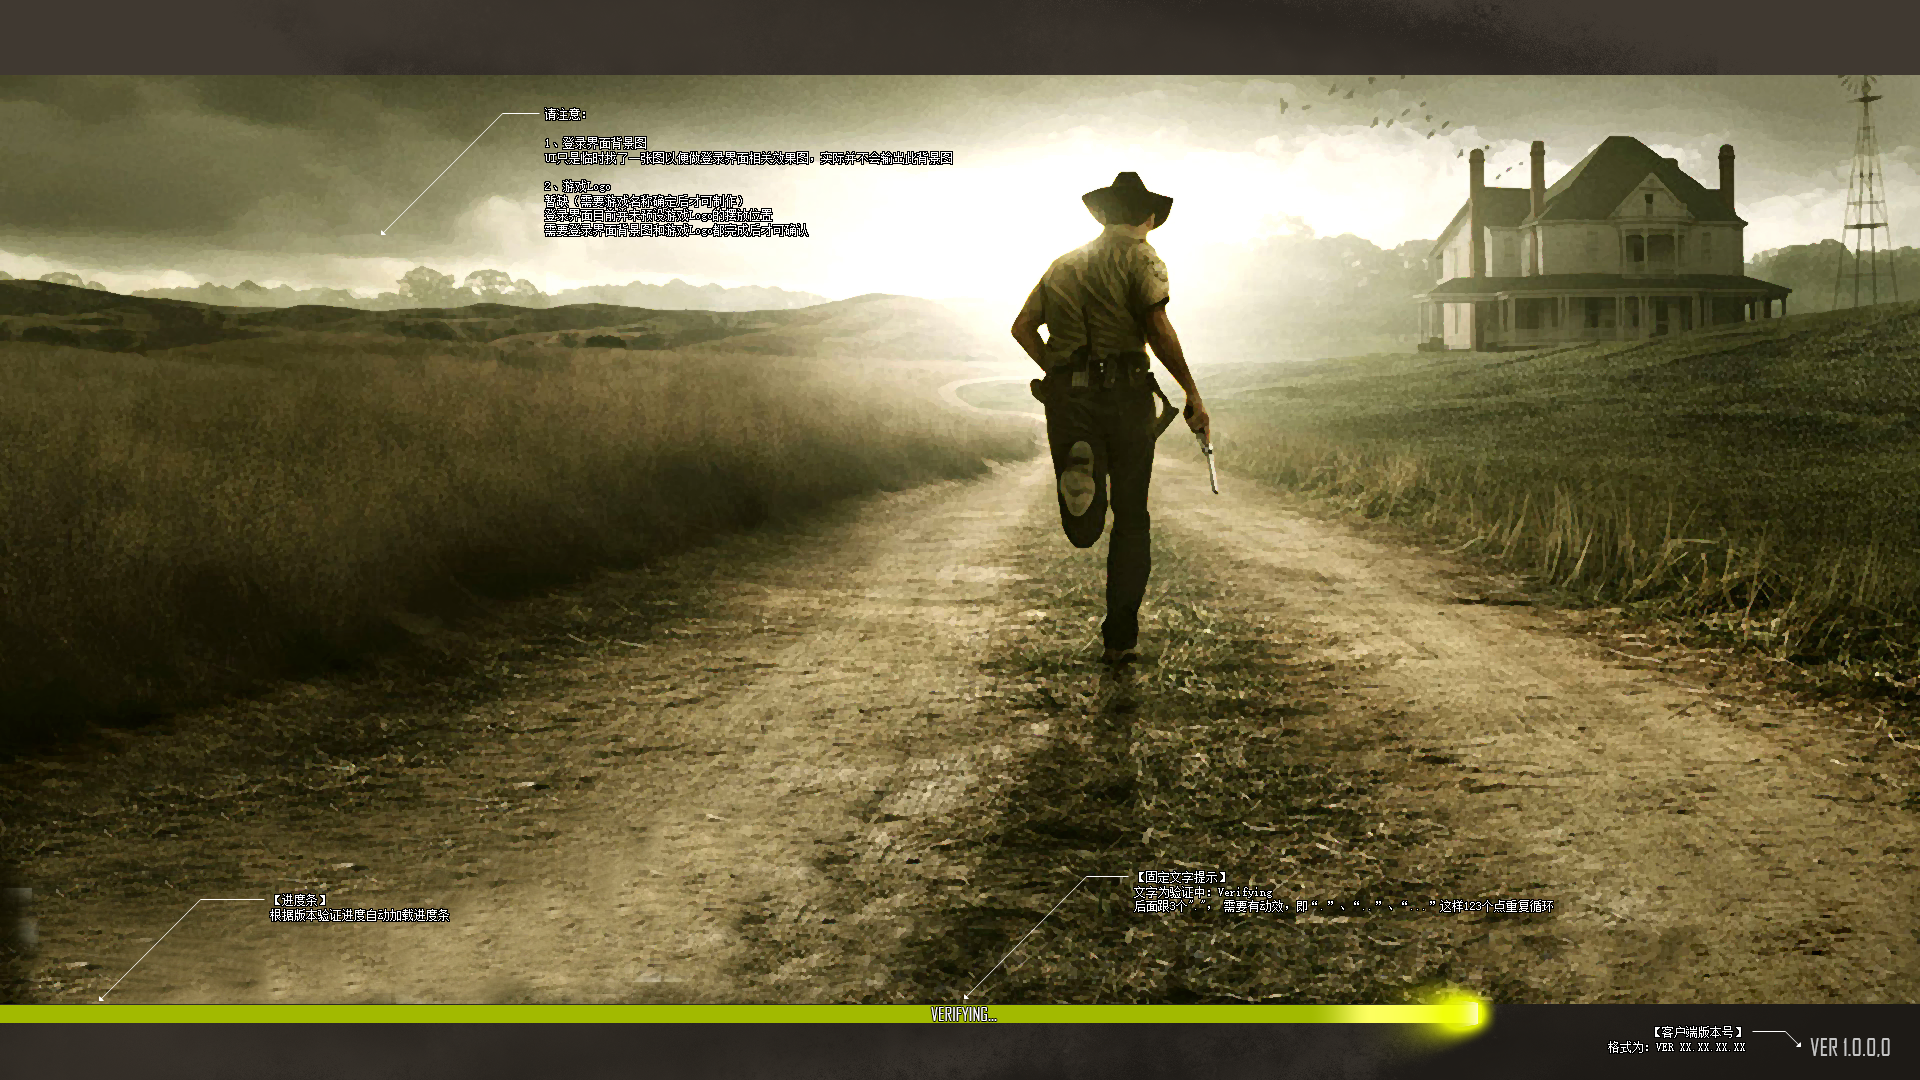 请注意：
1、登录界面背景图
UI只是临时找了一张图以便做登录界面相关效果图，实际并不会输出此背景图
2、游戏Logo
暂缺（需要游戏名称确定后才可制作）
登录界面目前并未预设游戏Logo的摆放位置
需要登录界面背景图和游戏Logo都完成后才可确认
【进度条】
根据版本验证进度自动加载进度条
【固定文字提示】
文字为验证中：Verifying
后面跟3个"."， 需要有动效，即“.”、“..”、“...”这样123个点重复循环
VERIFYING...
【客户端版本号】
格式为：VER XX.XX.XX.XX
VER 1.0.0,0